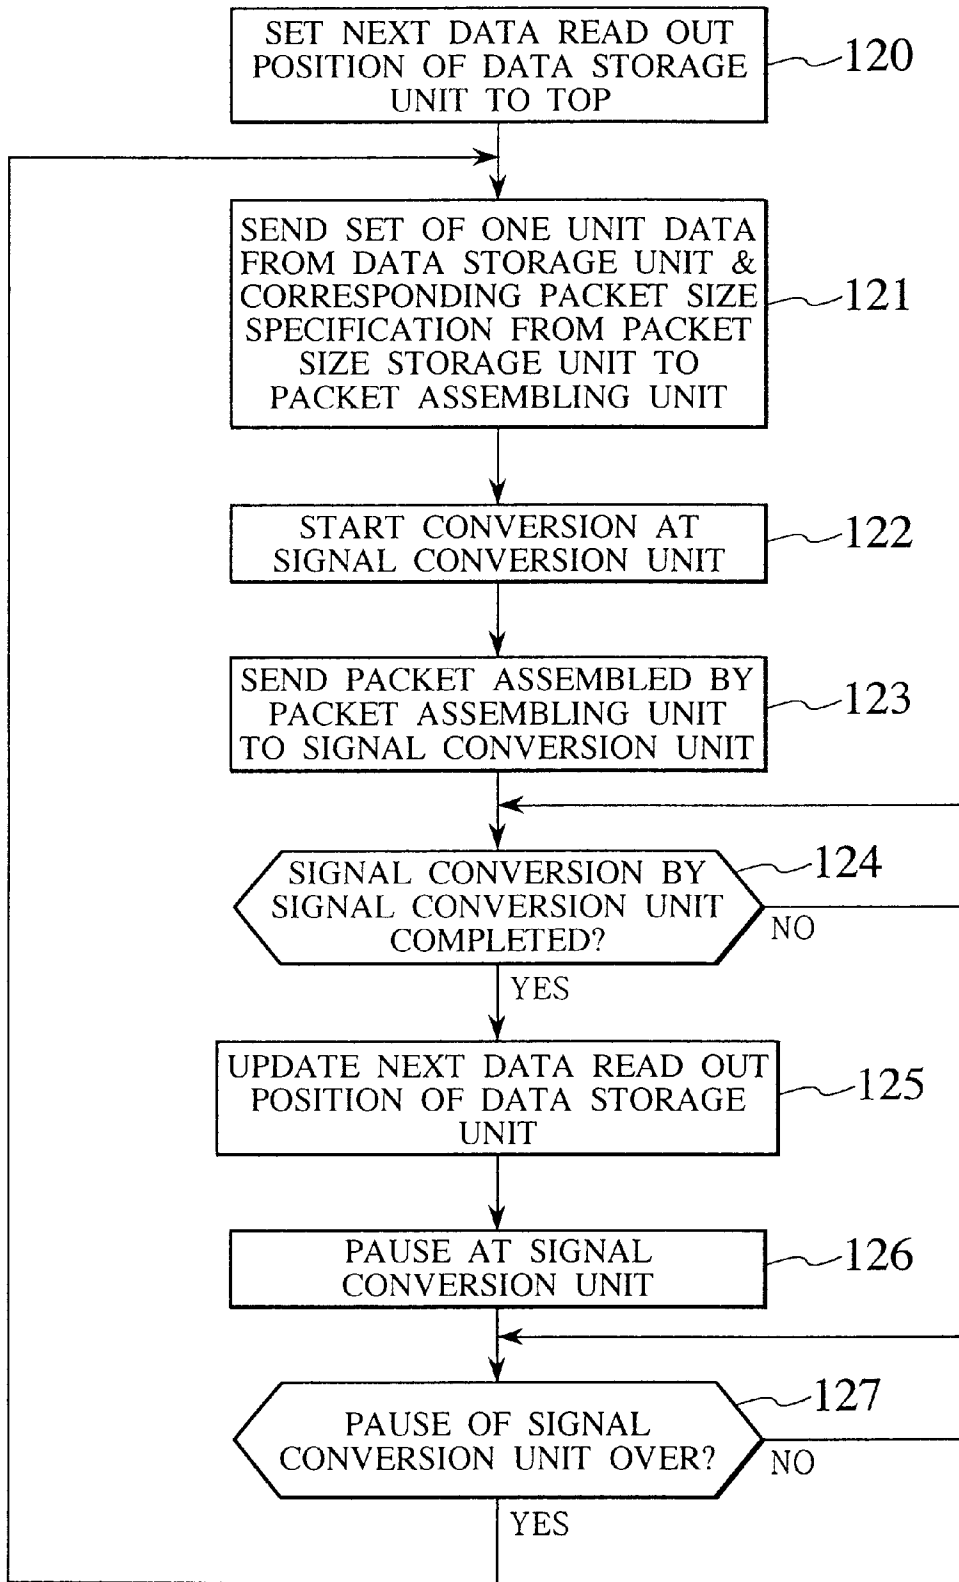 SET NEXT DATA READ OUT
POSITION OF DATA STORAGE
UNIT TO TOP
120
SEND SET OF ONE UNIT DATA
FROM DATA STORAGE UNIT &
CORRESPONDING PACKET SIZE
SPECIFICATION FROM PACKET
SIZE STORAGE UNIT TO
PACKET ASSEMBLING UNIT
121
START CONVERSION AT
SIGNAL CONVERSION UNIT
122
SEND PACKET ASSEMBLED BY
PACKET ASSEMBLING UNIT
TO SIGNAL CONVERSION UNIT
123
SIGNAL CONVERSION BY
SIGNAL CONVERSION UNIT
COMPLETED?
124
NO
YES
UPDATE NEXT DATA READ OUT
POSITION OF DATA STORAGE
UNIT
125
PAUSE AT SIGNAL
CONVERSION UNIT
126
PAUSE OF SIGNAL
CONVERSION UNIT OVER?
127
NO
YES